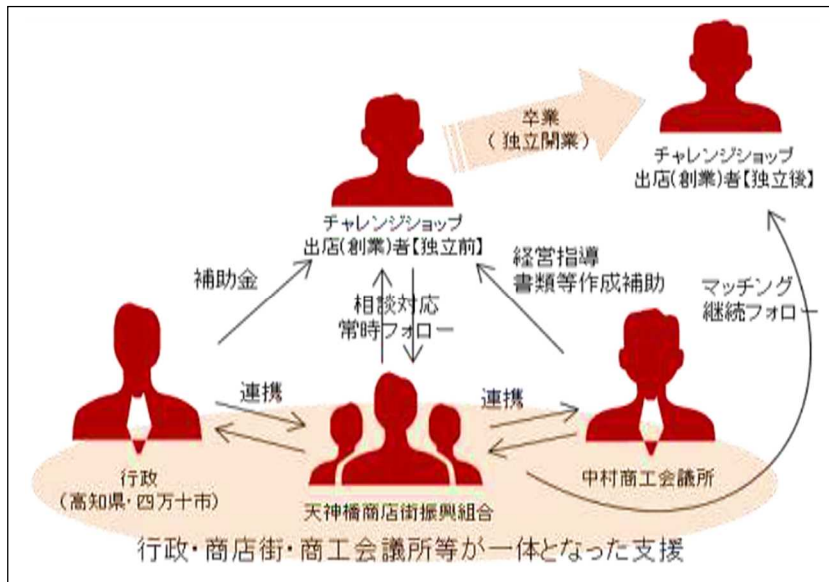 卒業
(独立開業)
チャレンジショップ
出店(創業)者【独立後】
チャレンジショップ
出店(創業)者【独立前】
補助金
相談対応
常時フォロー
経営指導
書類等作成補助
マッチング
継続フォロー
連携
連携
行政
(高知県・四万十市)
天神橋商店街振興組合
中村商工会議所
行政・商店街・商工会議所等が一体となった支援